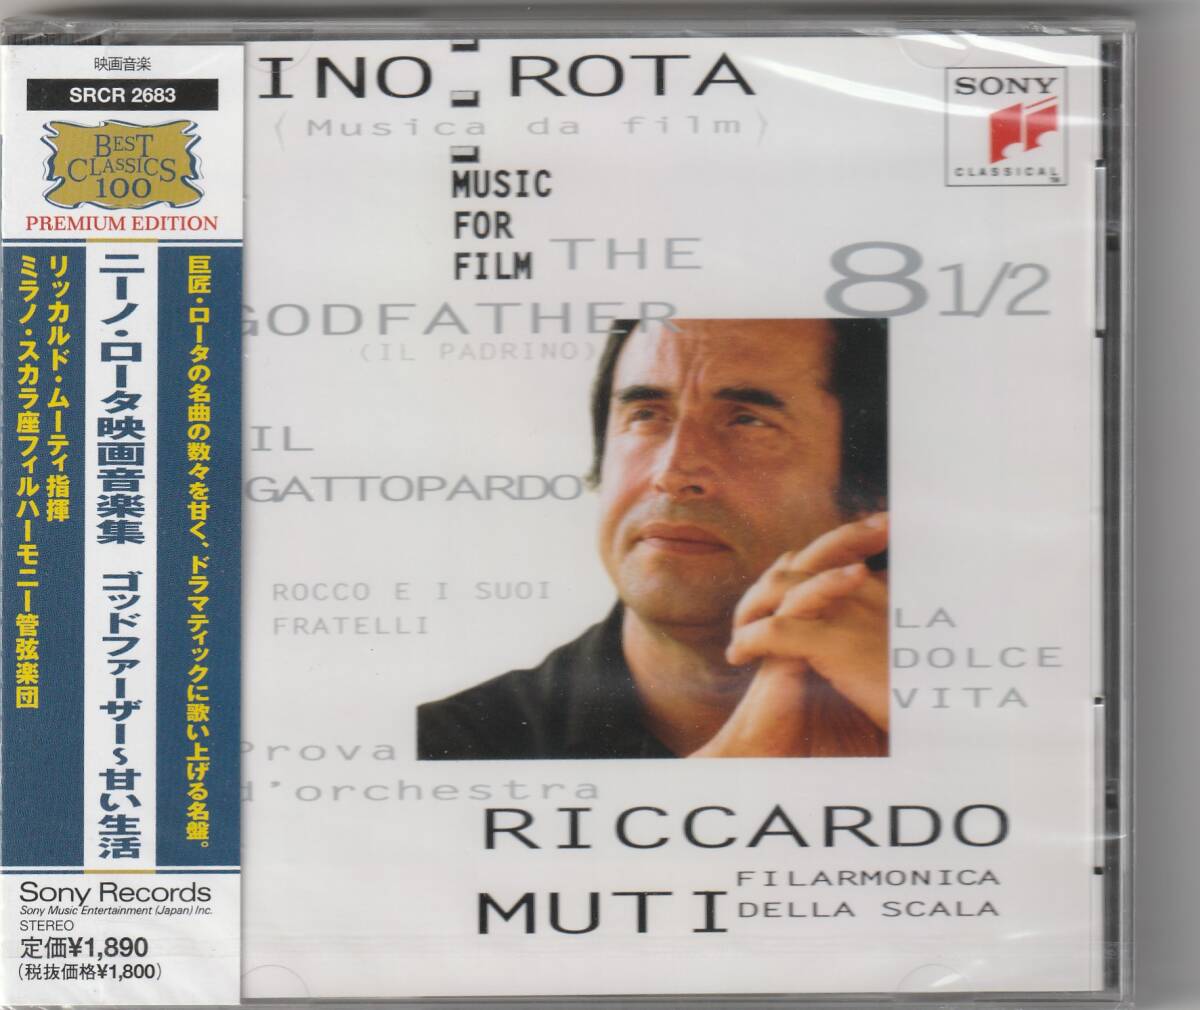 映画音楽
SRCR 2683
BEST
CLASSICS
100
PREMIUM EDITION
巨匠・ロータの名曲の数々を甘く、ドラマティックに歌い上げる名盤。
ニーノ・ロータ映画音楽集 ゴッドファーザー~甘い生活
リッカルド・ムーティ指揮
ミラノ・スカラ座フィルハーモニー管弦楽団
Sony Records
Sony Music Entertainment (Japan) Inc.
STEREO
定価¥1,890
(税抜価格¥1,800)
INO ROTA
(Musica da film)
MUSIC
FOR
FILM
THE
GODFATHER
(IL PADRINO)
8 1/2
IL
GATTOPARDO
ROCCO E I SUOI
FRATELLI
LA
DOLCE
VITA
Prova
d'orchestra
RICCARDO
MUTI
FILARMONICA
DELLA SCALA
SONY
CLASSICAL™